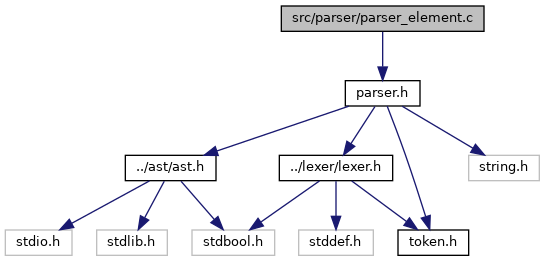 src/parser/parser_element.c
parser.h
../ast/ast.h
../lexer/lexer.h
string.h
stdio.h
stdlib.h
stdbool.h
stddef.h
token.h